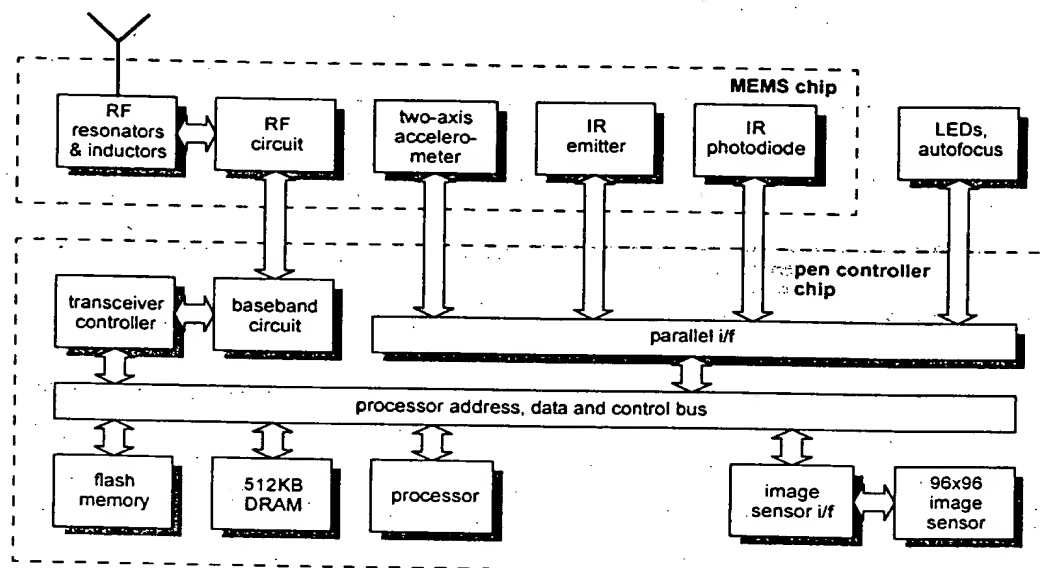 MEMS chip
RF
resonators
& inductors
RF
circuit
two-axis
accelero-
meter
IR
emitter
IR
photodiode
LEDs,
autofocus
pen controller
chip
transceiver
controller
baseband
circuit
parallel i/f
processor address, data and control bus
flash
memory
512KB
DRAM
processor
image
sensor i/f
96x96
image
sensor